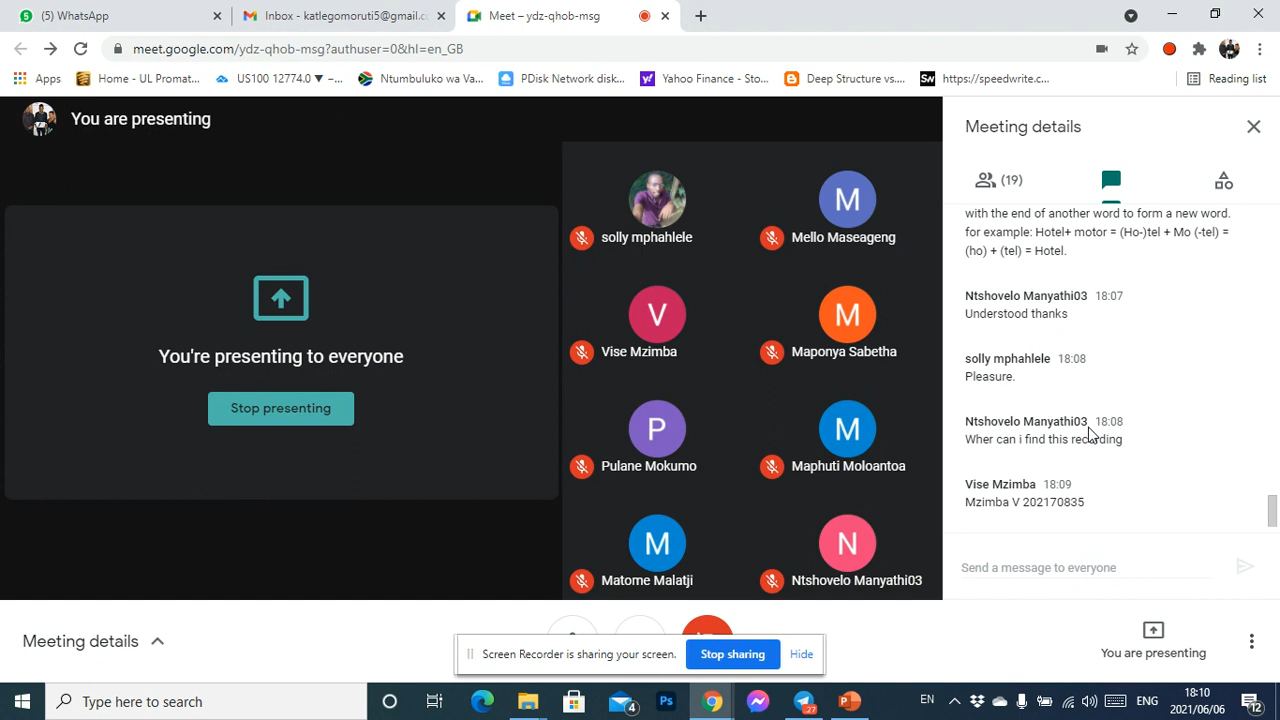 (5) WhatsApp
Inbox - katlegomoruti5@gmail.c
Meet – ydz-qhob-msg
meet.google.com/ydz-qhob-msg?authuser=0&hl=en_GB
Apps
Home - UL Promat...
US100 12774.0 ▼ –...
Ntumbuluko wa Va...
PDisk Network disk...
Yahoo Finance - Sto...
Deep Structure vs....
Sw
https://speedwrite.c...
Reading list
You are presenting
You're presenting to everyone
Stop presenting
solly mphahlele
M
Mello Maseageng
V
Vise Mzimba
M
Maponya Sabetha
P
Pulane Mokumo
M
Maphuti Moloantoa
M
Matome Malatji
N
Ntshovelo Manyathi03
Meeting details
(19)
with the end of another word to form a new word.
for example: Hotel+ motor = (Ho-)tel + Mo (-tel) =
(ho) + (tel) = Hotel.
Ntshovelo Manyathi03 18:07
Understood thanks
solly mphahlele 18:08
Pleasure.
Ntshovelo Manyathi03 18:08
Wher can i find this recording
Vise Mzimba 18:09
Mzimba V 202170835
Send a message to everyone
Meeting details
Screen Recorder is sharing your screen.
Stop sharing
Hide
You are presenting
Type here to search
4
Ps
27
EN
ENG
18:10
2021/06/06
12